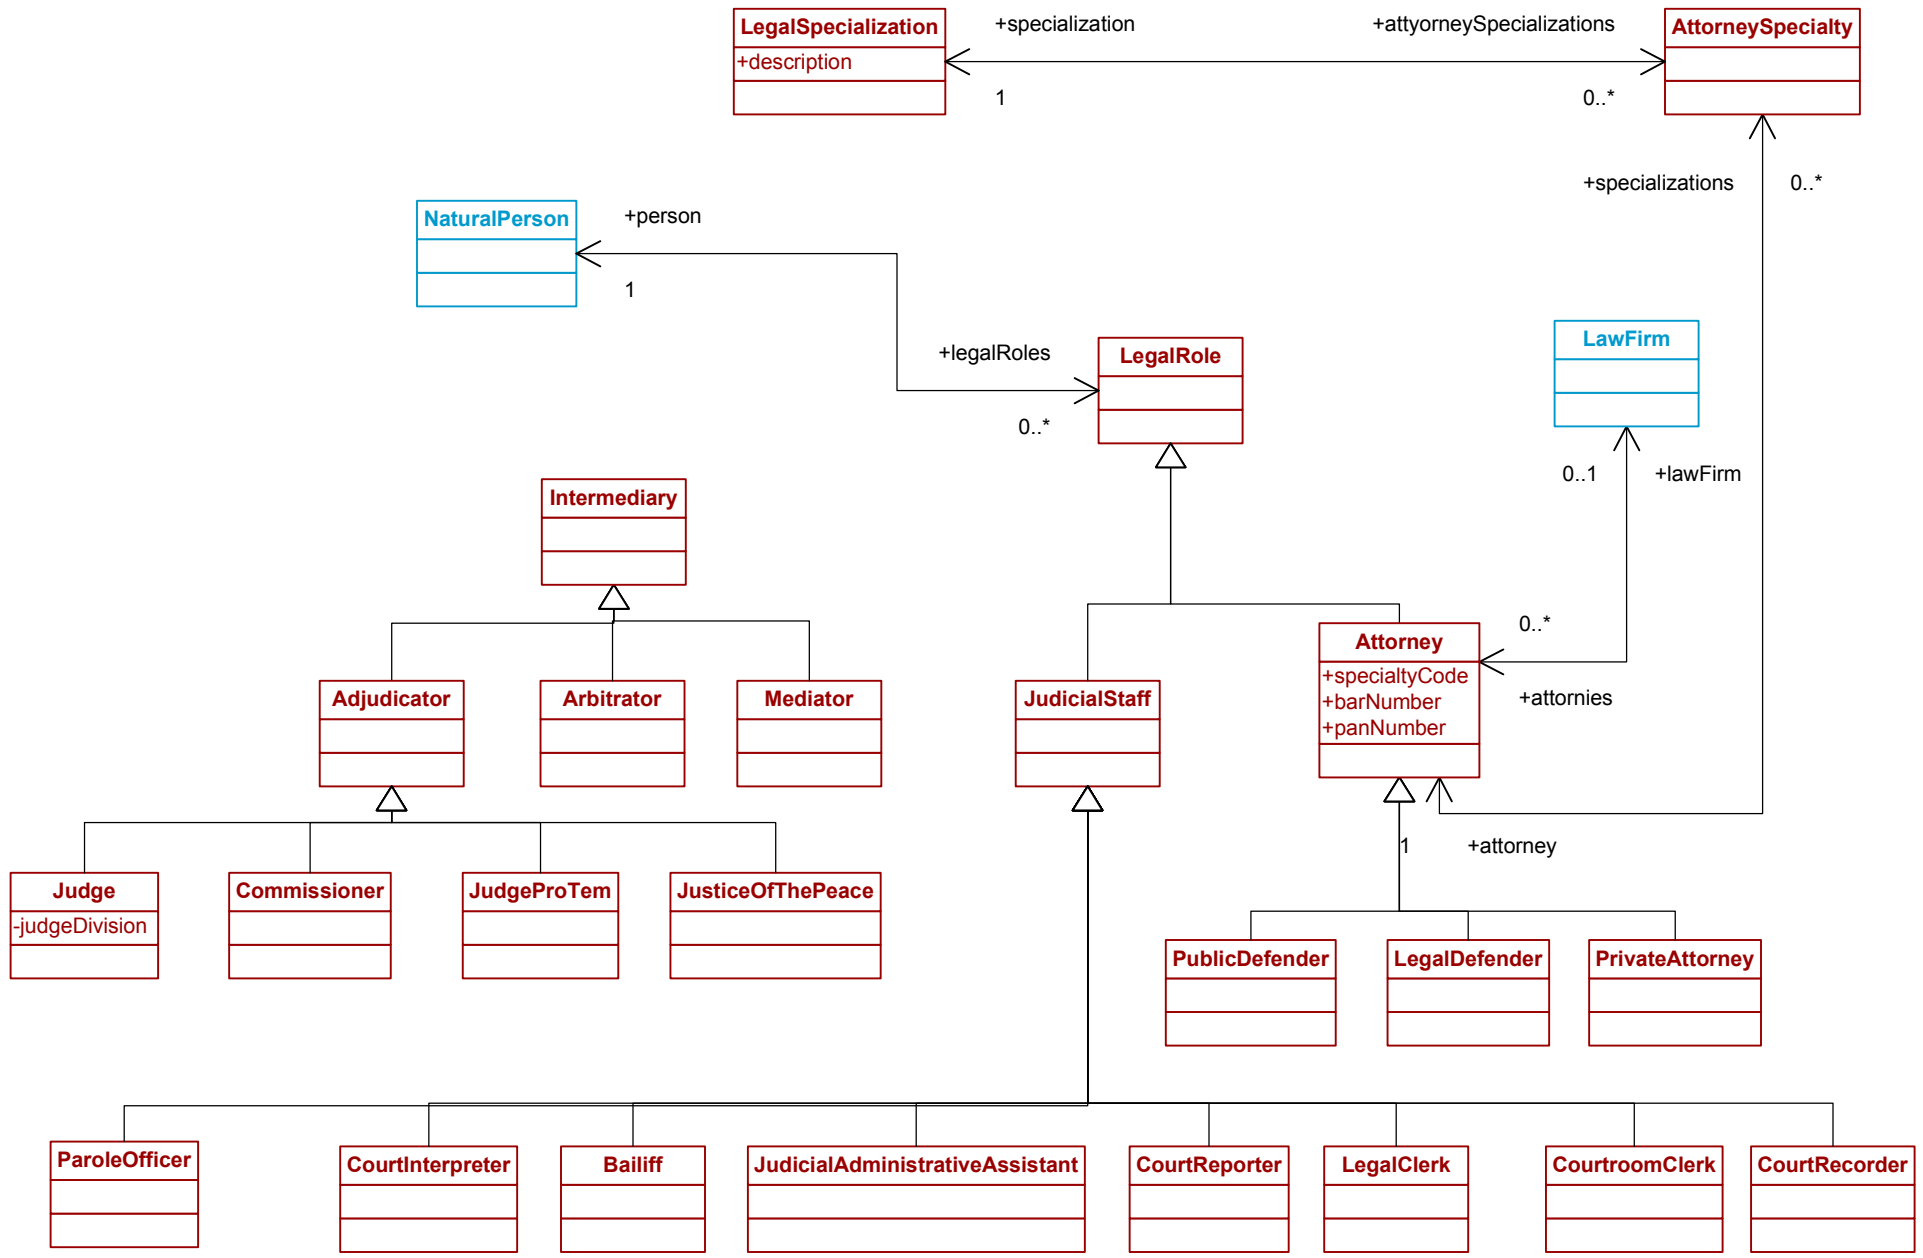 LegalSpecialization
+description
+specialization
1
+attyorneySpecializations
0..*
AttorneySpecialty
+specializations
0..*
NaturalPerson
+person
1
+legalRoles
0..*
LegalRole
LawFirm
0..1
+lawFirm
Intermediary
0..*
+attornies
Attorney
+specialtyCode
+barNumber
+panNumber
Adjudicator
Arbitrator
Mediator
JudicialStaff
1
+attorney
Judge
-judgeDivision
Commissioner
JudgeProTem
JusticeOfThePeace
PublicDefender
LegalDefender
PrivateAttorney
ParoleOfficer
CourtInterpreter
Bailiff
JudicialAdministrativeAssistant
CourtReporter
LegalClerk
CourtroomClerk
CourtRecorder